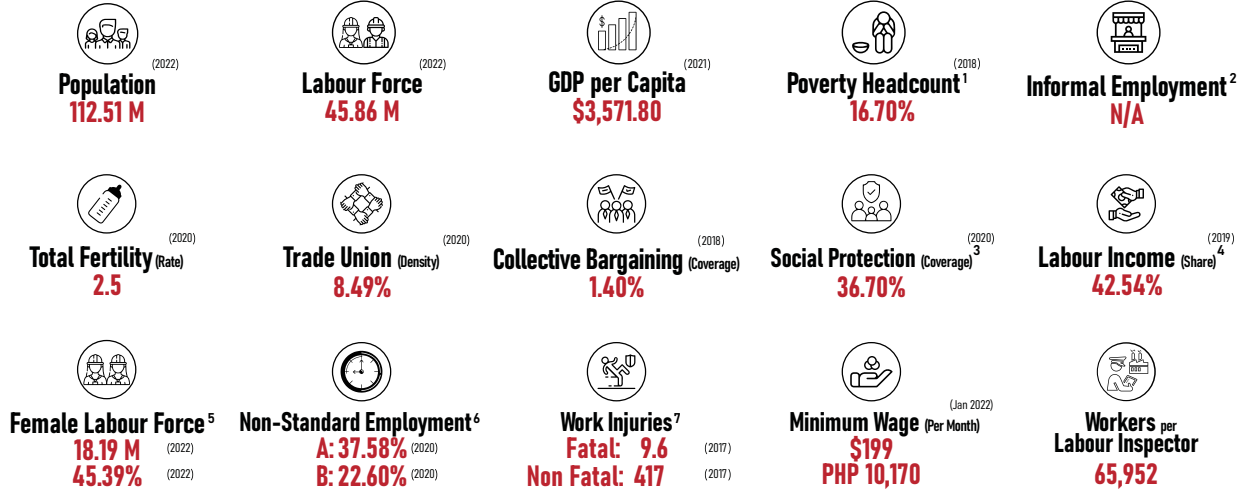 (2022)
Population
112.51 M
(2022)
Labour Force
45.86 M
(2021)
$
GDP per Capita
$3,571.80
(2018)
Poverty Headcount 1
16.70%
Informal Employment 2
N/A
(2020)
Total Fertility (Rate)
2.5
(2020)
Trade Union (Density)
8.49%
(2018)
Collective Bargaining (Coverage)
1.40%
(2020)
Social Protection (Coverage) 3
36.70%
(2019)
Labour Income (Share) 4
42.54%
Female Labour Force 5
18.19 M (2022)
45.39% (2022)
Non-Standard Employment 6
A: 37.58% (2020)
B: 22.60% (2020)
Work Injuries 7
Fatal: 9.6 (2017)
Non Fatal: 417 (2017)
(Jan 2022)
Minimum Wage (Per Month)
$199
PHP 10,170
Workers per
Labour Inspector
65,952